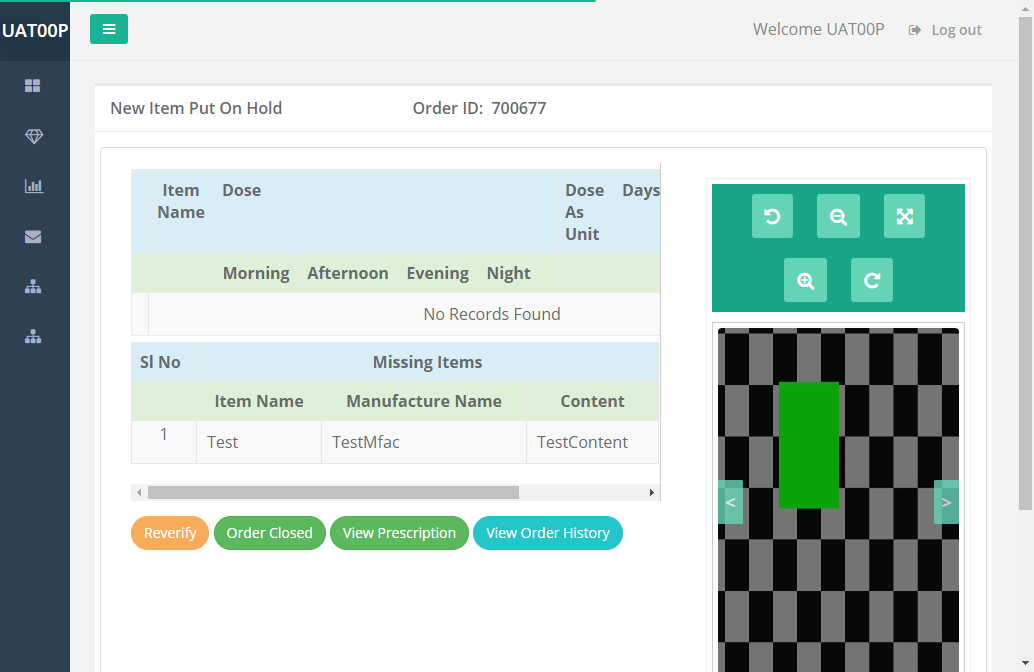 UAT00P
Welcome UAT00P
Log out
New Item Put On Hold
Order ID: 700677
Item Name
Dose
Dose As Unit
Days
Morning Afternoon Evening Night
No Records Found
Sl No
Missing Items
Item Name
Manufacture Name
Content
1
Test
TestMfac
TestContent
Reverify
Order Closed
View Prescription
View Order History
<
>